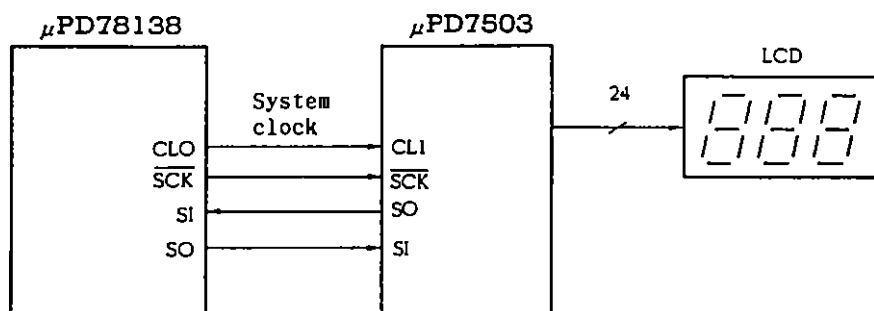 μPD78138
μPD7503
LCD
24
System
clock
CLO
CL1
SCK
SCK
SI
SO
SO
SI